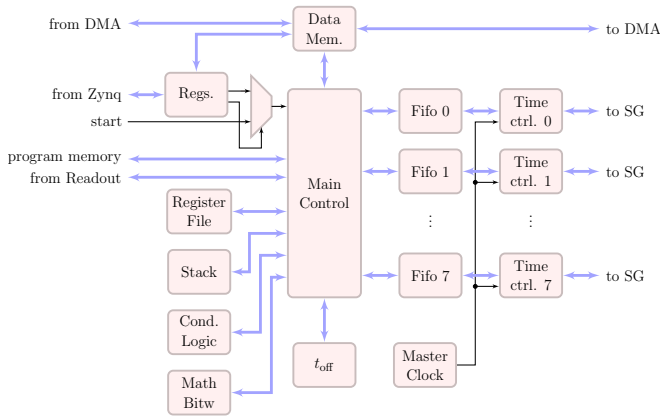 Data
Mem.
from DMA
to DMA
Regs.
from Zynq
start
program memory
from Readout
Main
Control
Fifo 0
Time
ctrl. 0
to SG
Fifo 1
Time
ctrl. 1
to SG
⋮
⋮
Fifo 7
Time
ctrl. 7
to SG
Register
File
Stack
Cond.
Logic
Math
Bitw
toff
Master
Clock